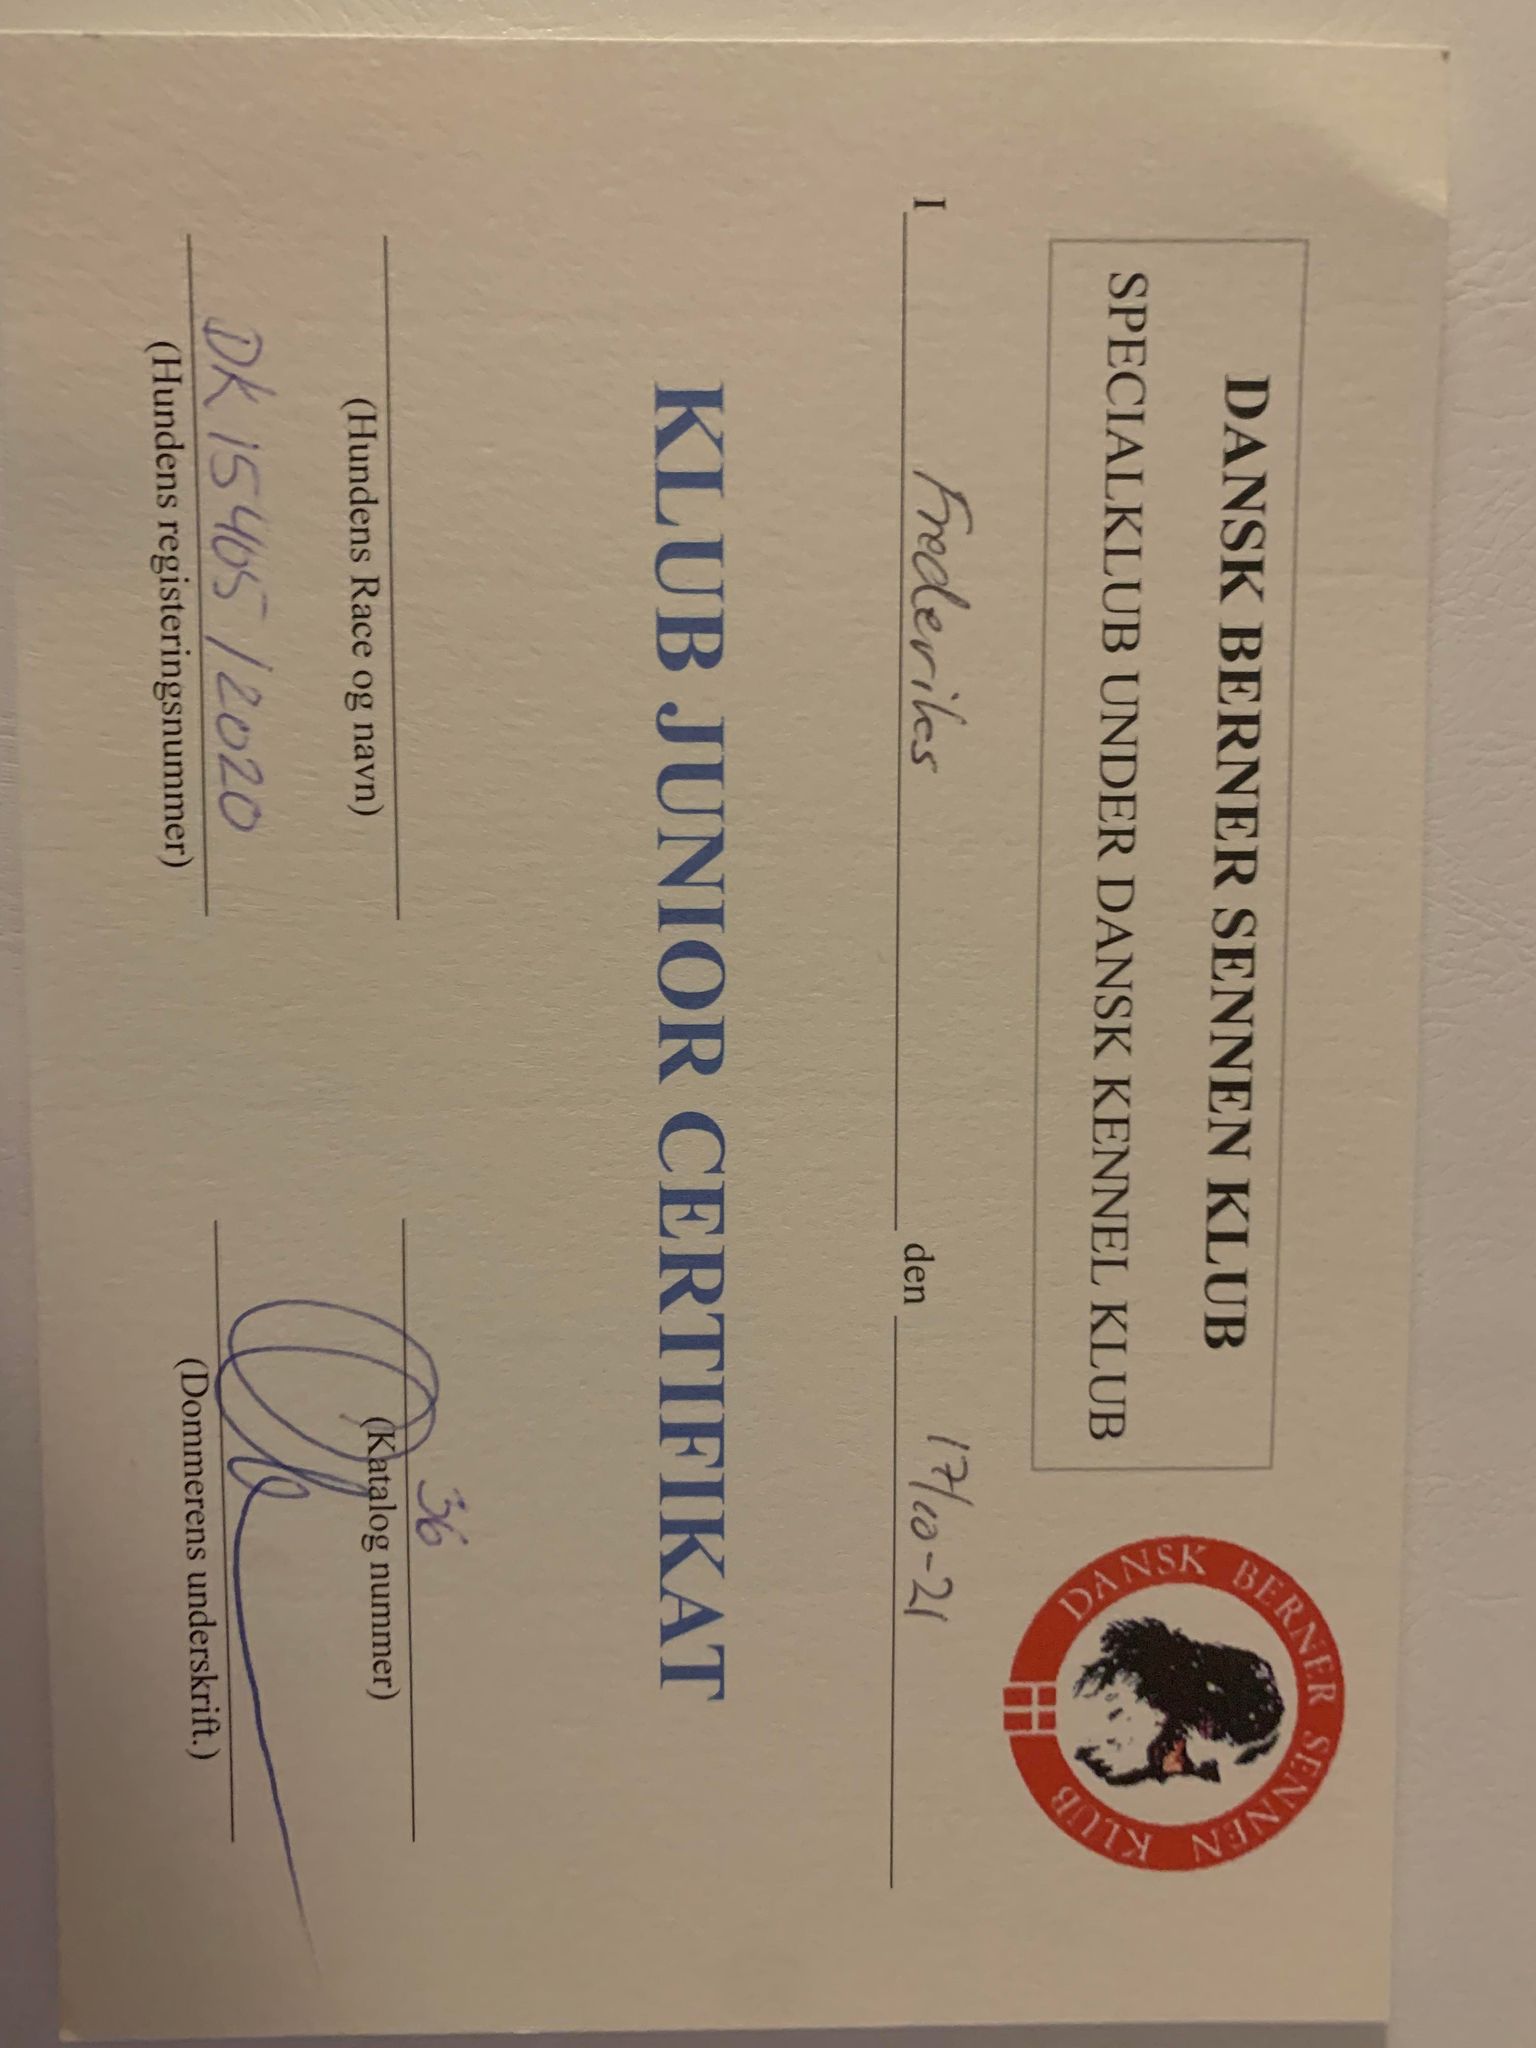 DANSK BERNER SENNEN KLUB
SPECIALKLUB UNDER DANSK KENNEL KLUB
DANSK BERNER SENNEN KLUB
I Frederiks den 17/10-21
KLUB JUNIOR CERTIFIKAT
36
(Hundens Race og navn) (Katalog nummer)
DK 15405/2020
(Hundens registeringsnummer) (Dommerens underskrift.)